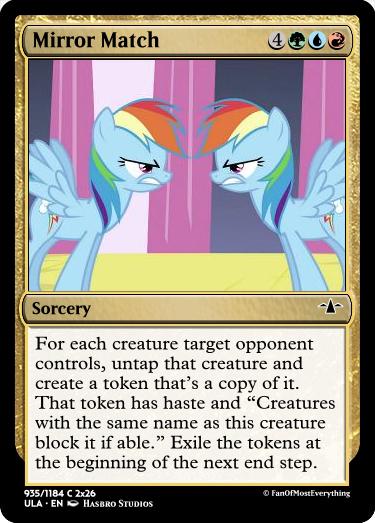 Mirror Match 4
Sorcery
For each creature target opponent
controls, untap that creature and
create a token that's a copy of it.
That token has haste and “Creatures
with the same name as this creature
block it if able.” Exile the tokens at
the beginning of the next end step.
935/1184 C 2x26
ULA • EN HASBRO STUDIOS
© FanOfMostEverything